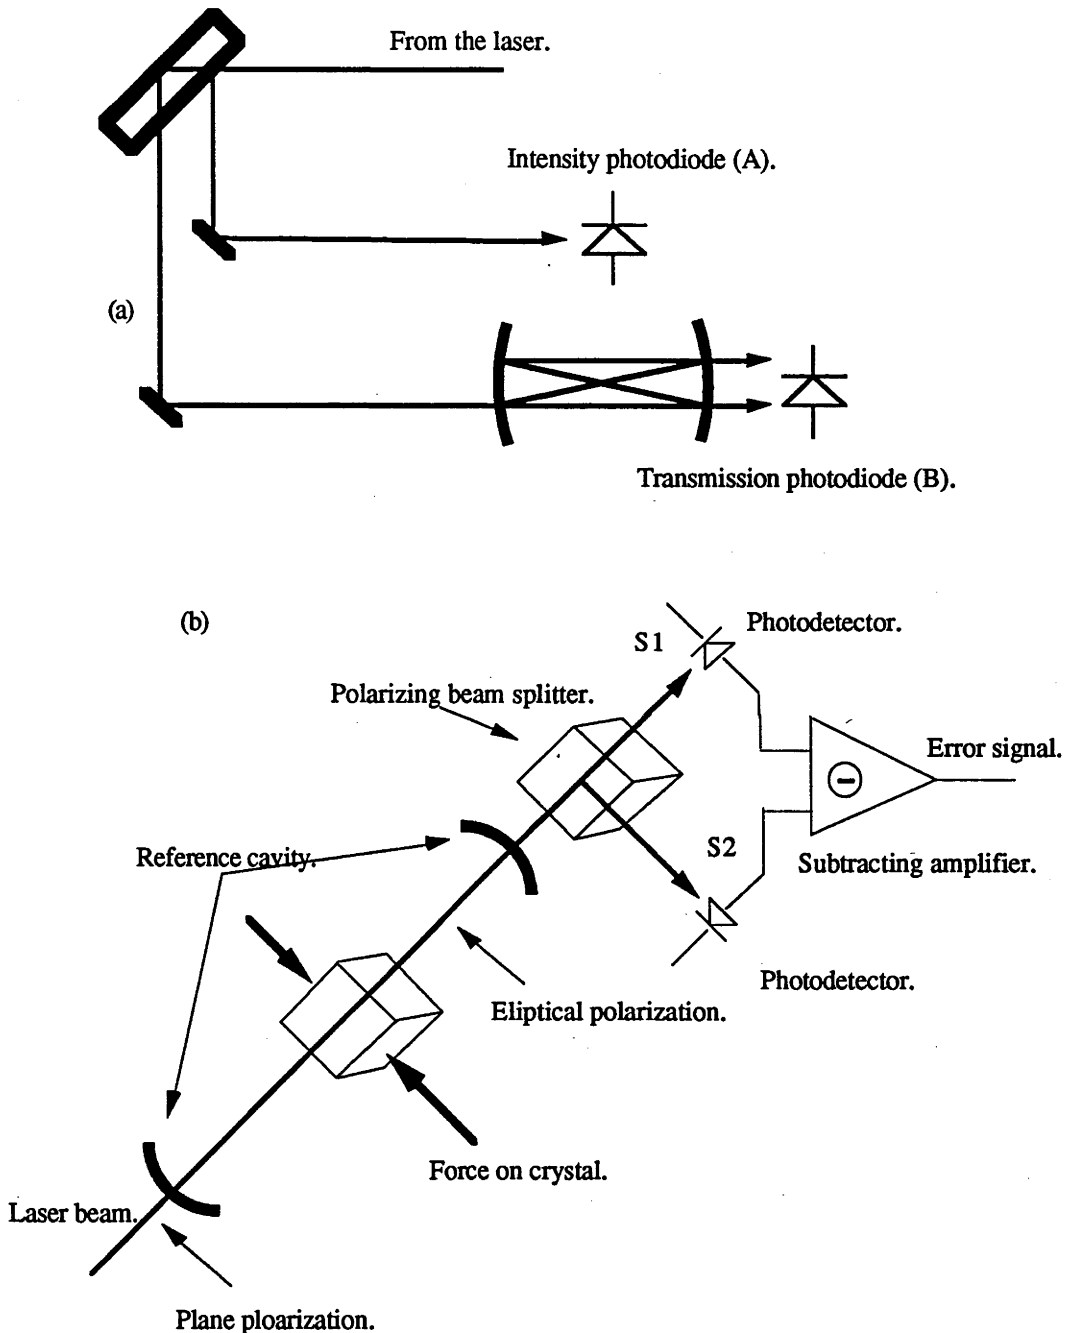 From the laser.
Intensity photodiode (A).
(a)
Transmission photodiode (B).
(b)
S1
Photodetector.
Polarizing beam splitter.
Error signal.
Reference cavity.
S2
Subtracting amplifier.
Photodetector.
Eliptical polarization.
Force on crystal.
Laser beam.
Plane ploarization.